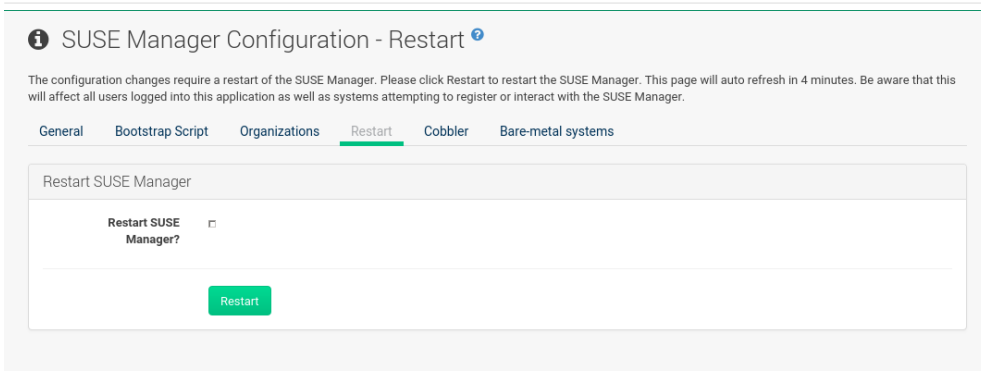 SUSE Manager Configuration - Restart
The configuration changes require a restart of the SUSE Manager. Please click Restart to restart the SUSE Manager. This page will auto refresh in 4 minutes. Be aware that this
will affect all users logged into this application as well as systems attempting to register or interact with the SUSE Manager.
General Bootstrap Script Organizations Restart Cobbler Bare-metal systems
Restart SUSE Manager
Restart SUSE
Manager?
Restart